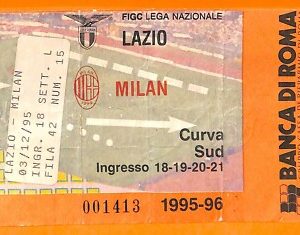 FIGC LEGA NAZIONALE
LAZIO
MILAN
Curva
Sud
Ingresso 18-19-20-21
001413 1995-96
LAZIO - MILAN
03/12/95
INGR. 18 SETT. L
FILA 42 NUM. 15
BANCA DI ROMA